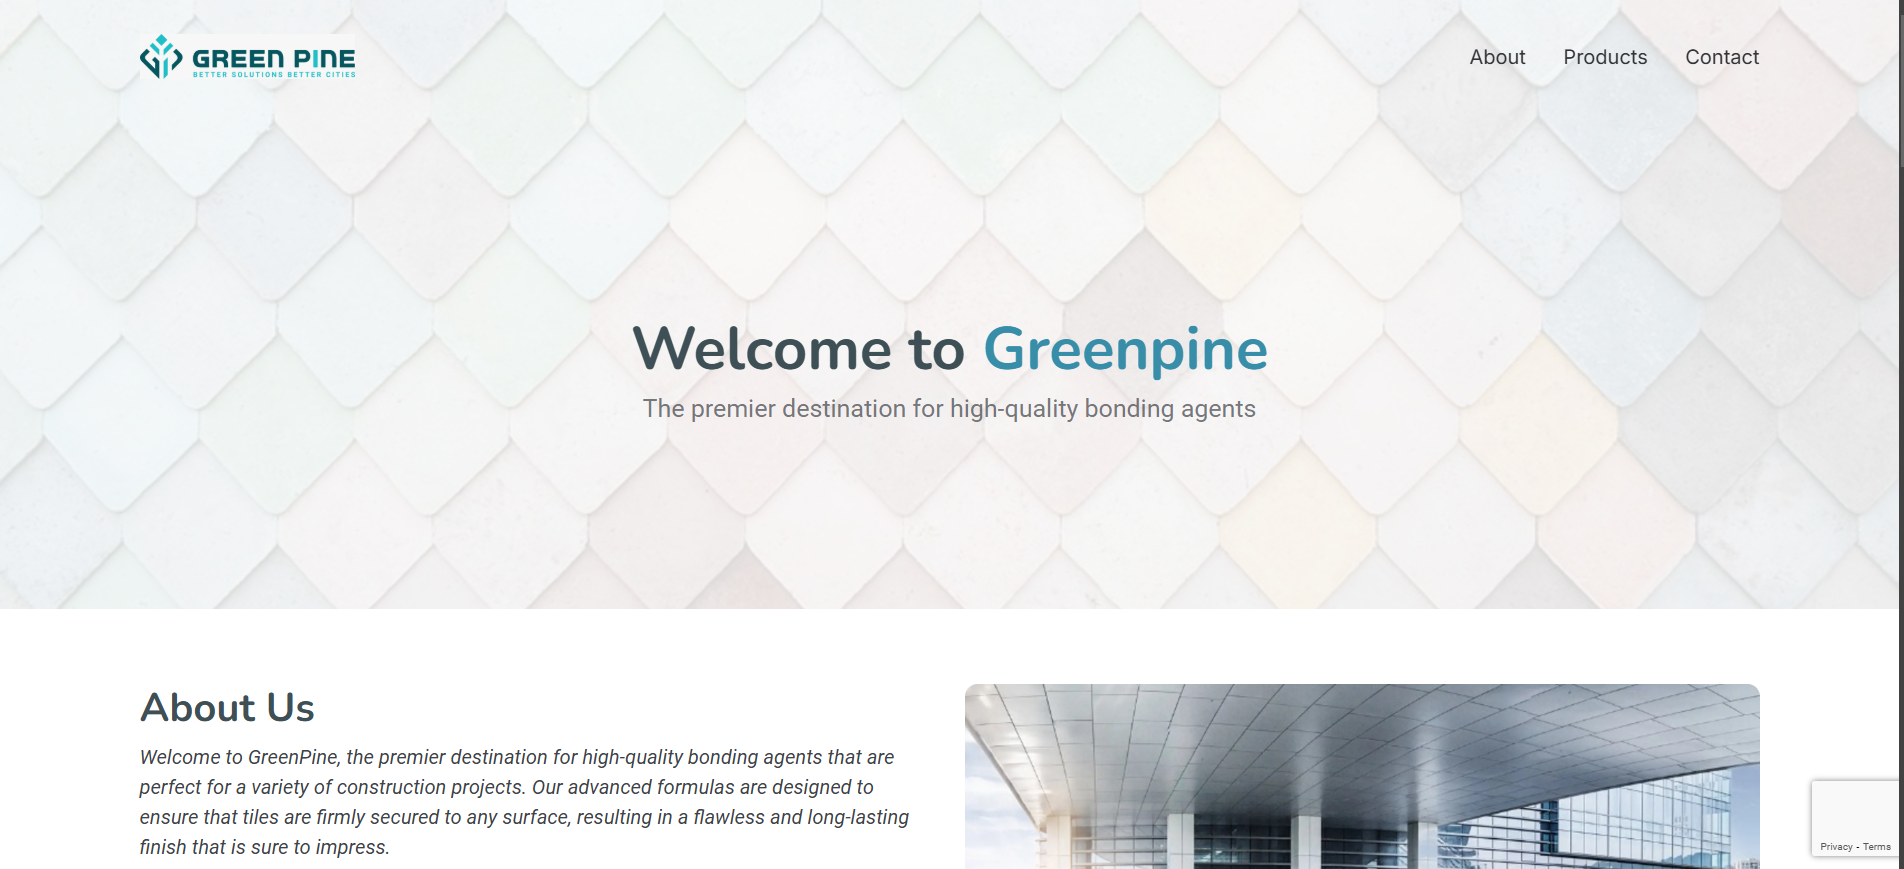 GREEN PINE
BETTER SOLUTIONS BETTER CITIES
About Products Contact
Welcome to Greenpine
The premier destination for high-quality bonding agents
About Us
Welcome to GreenPine, the premier destination for high-quality bonding agents that are
perfect for a variety of construction projects. Our advanced formulas are designed to
ensure that tiles are firmly secured to any surface, resulting in a flawless and long-lasting
finish that is sure to impress.
Privacy - Terms